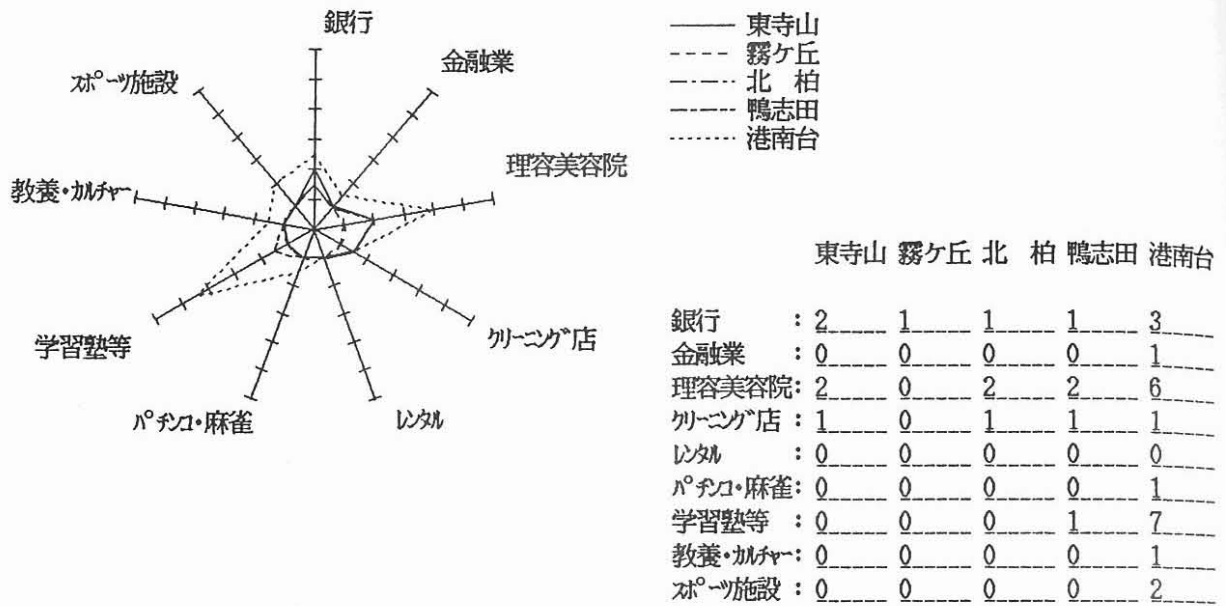 銀行
金融業
理容美容院
クリーニング店
レンタル
パチンコ・麻雀
学習塾等
教養・カルチャー
スポーツ施設
東寺山
霧ケ丘
北 柏
鴨志田
港南台
東寺山 霧ケ丘 北 柏 鴨志田 港南台
銀行 : 2 1 1 1 3
金融業 : 0 0 0 0 1
理容美容院: 2 0 2 2 6
クリーニング店 : 1 0 1 1 1
レンタル : 0 0 0 0 0
パチンコ・麻雀: 0 0 0 0 1
学習塾等 : 0 0 0 1 7
教養・カルチャー: 0 0 0 0 1
スポーツ施設 : 0 0 0 0 2